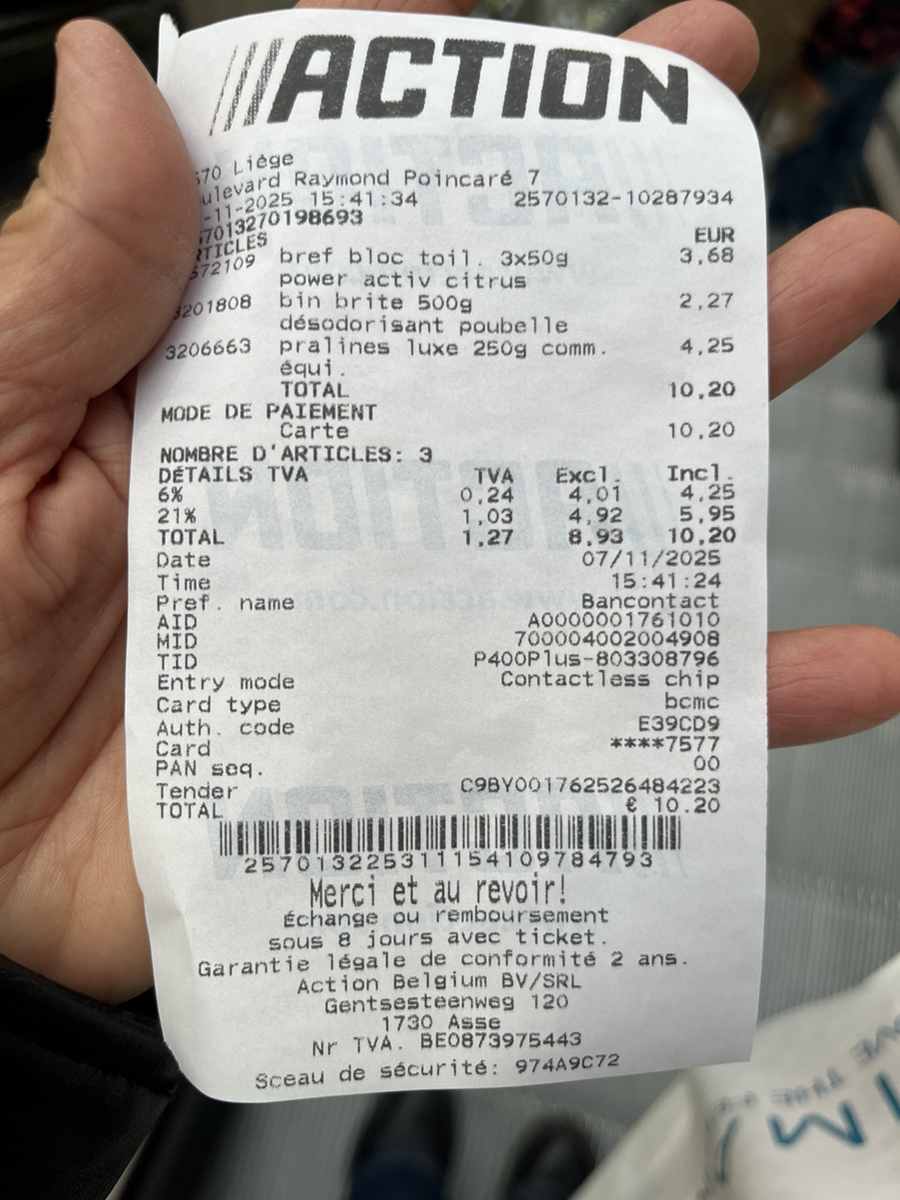 ///ACTION
570 Liège
ulevard Raymond Poincaré 7
-11-2025 15:41:34 2570132-10287934
7013270198693
RTICLES EUR
572109 bref bloc toil. 3x50g 3,68
power activ citrus
3201808 bin brite 500g 2,27
désodorisant poubelle
3206663 pralines luxe 250g comm. 4,25
équi.
TOTAL 10,20
MODE DE PAIEMENT
Carte 10,20
NOMBRE D'ARTICLES: 3
DÉTAILS TVA TVA Excl. Incl.
6% 0,24 4,01 4,25
21% 1,03 4,92 5,95
TOTAL 1,27 8,93 10,20
Date 07/11/2025
Time 15:41:24
Pref. name Bancontact
AID A0000001761010
MID 700004002004908
TID P400Plus-803308796
Entry mode Contactless chip
Card type bcmc
Auth. code E39CD9
Card ****7577
PAN seq. 00
Tender C9BY001762526484223
TOTAL € 10.20
2570132253111541097​84793
Merci et au revoir!
Échange ou remboursement
sous 8 jours avec ticket.
Garantie légale de conformité 2 ans.
Action Belgium BV/SRL
Gentsesteenweg 120
1730 Asse
Nr TVA. BE0873975443
Sceau de sécurité: 974A9C72